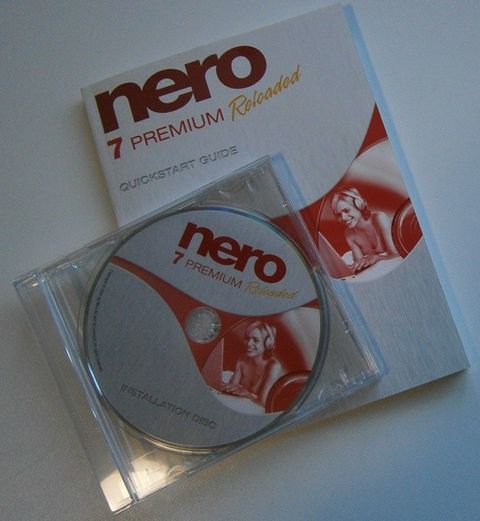 nero
7 PREMIUM Reloaded
QUICKSTART GUIDE
nero
7 PREMIUM Reloaded
INSTALLATION DISC